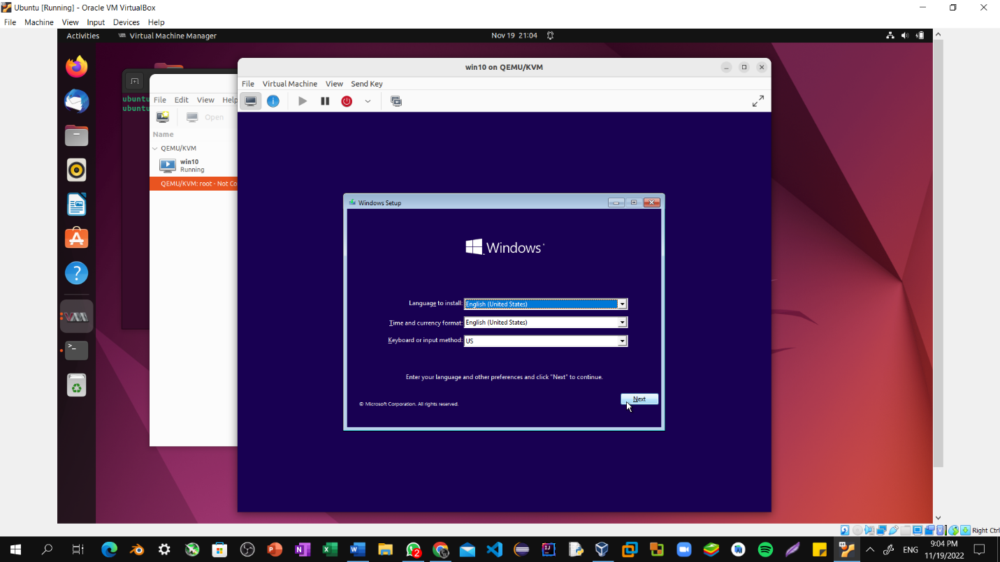 Ubuntu [Running] - Oracle VM VirtualBox
File Machine View Input Devices Help
Activities Virtual Machine Manager Nov 19 21:04
win10 on QEMU/KVM
File Virtual Machine View Send Key
ubuntu
ubuntu
File Edit View Help
Open
Name
QEMU/KVM
win10
Running
QEMU/KVM: root - Not Co
Windows Setup
Windows
Language to install: English (United States)
Time and currency format: English (United States)
Keyboard or input method: US
Enter your language and other preferences and click "Next" to continue.
Next
© Microsoft Corporation. All rights reserved.
Right Ctrl
2
ENG
9:04 PM
11/19/2022